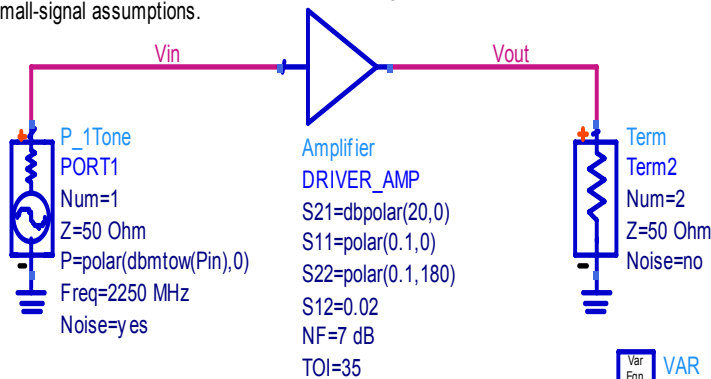 mall-signal assumptions.
Vin
Vout
P_1Tone
PORT1
Num=1
Z=50 Ohm
P=polar(dbmtow(Pin),0)
Freq=2250 MHz
Noise=yes
Amplifier
DRIVER_AMP
S21=dbpolar(20,0)
S11=polar(0.1,0)
S22=polar(0.1,180)
S12=0.02
NF=7 dB
TOI=35
Term
Term2
Num=2
Z=50 Ohm
Noise=no
Var
Eqn
VAR